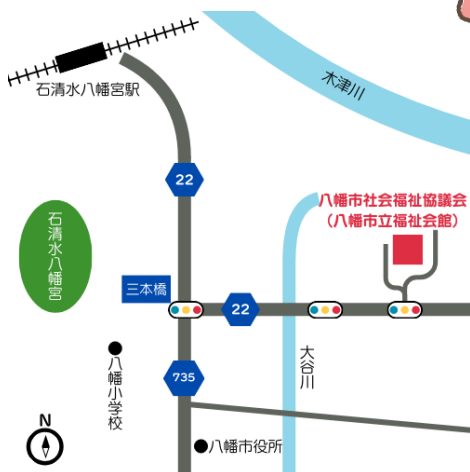 木津川
石清水八幡宮駅
22
八幡市社会福祉協議会
（八幡市立福祉会館）
石清水八幡宮
三本橋
22
大谷川
八幡小学校
735
N
八幡市役所